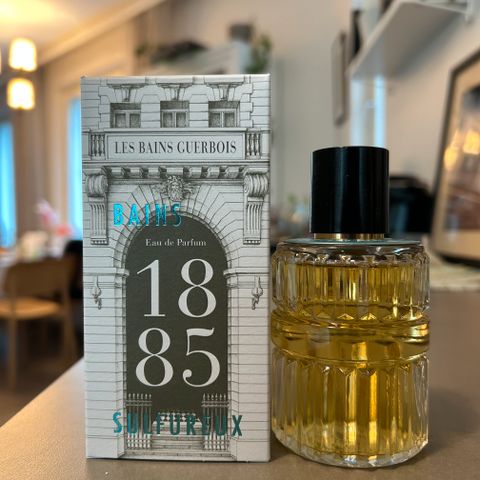 LES BAINS GUERBOIS
BAINS
Eau de Parfum
18
85
SULFUREUX